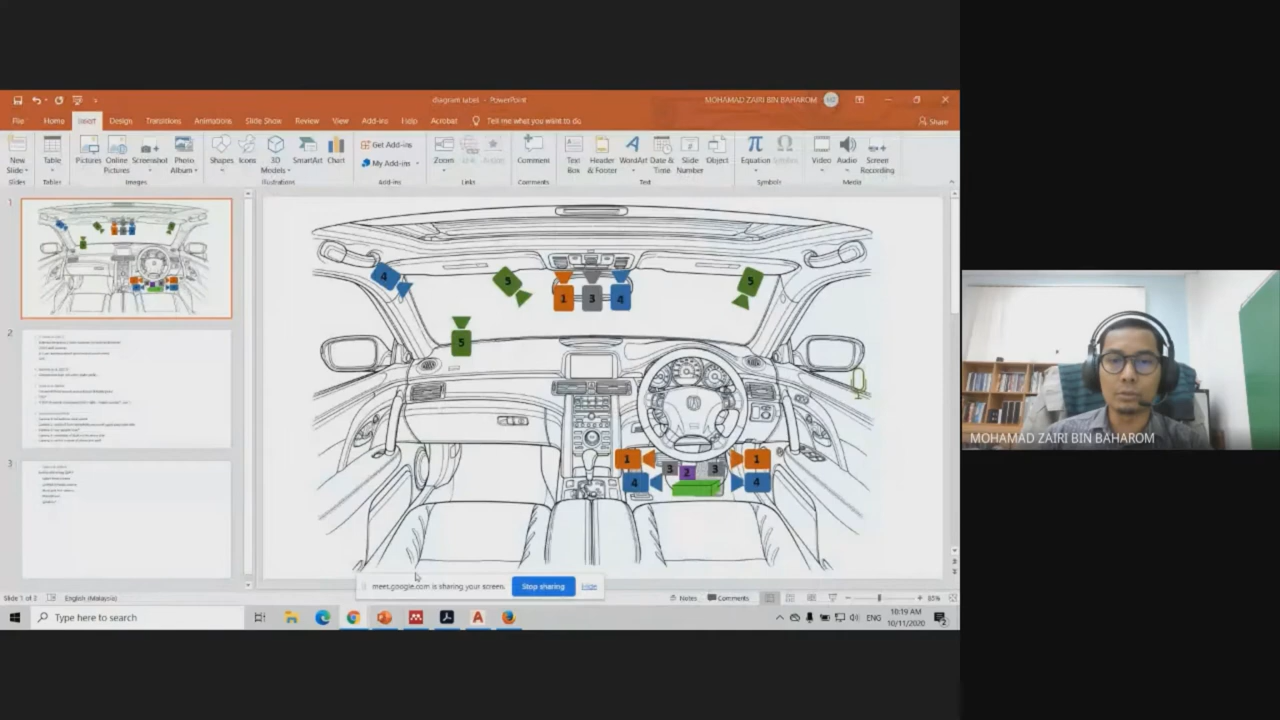 diagram label - PowerPoint
MOHAMAD ZAIRI BIN BAHAROM
File Home Insert Design Transitions Animations Slide Show Review View Add-ins Help Acrobat Tell me what you want to do Share
New Slide
Table
Pictures
Online Pictures
Screenshot
Photo Album
Shapes
Icons
3D Models
SmartArt
Chart
Get Add-ins
My Add-ins
Zoom
Comment
Text Box
Header & Footer
WordArt
Date & Time
Slide Number
Object
Equation
Symbol
Video
Audio
Screen Recording
Slides Tables Images Illustrations Add-ins Links Comments Text Symbols Media
1
2
3
4 5 1 3 4 5
5
1 1
3 2 3
4 4
meet.google.com is sharing your screen. Stop sharing Hide
Slide 1 of 3 English (Malaysia) Notes Comments 85%
Type here to search
ENG
10:19 AM
10/11/2020
2
MOHAMAD ZAIRI BIN BAHAROM